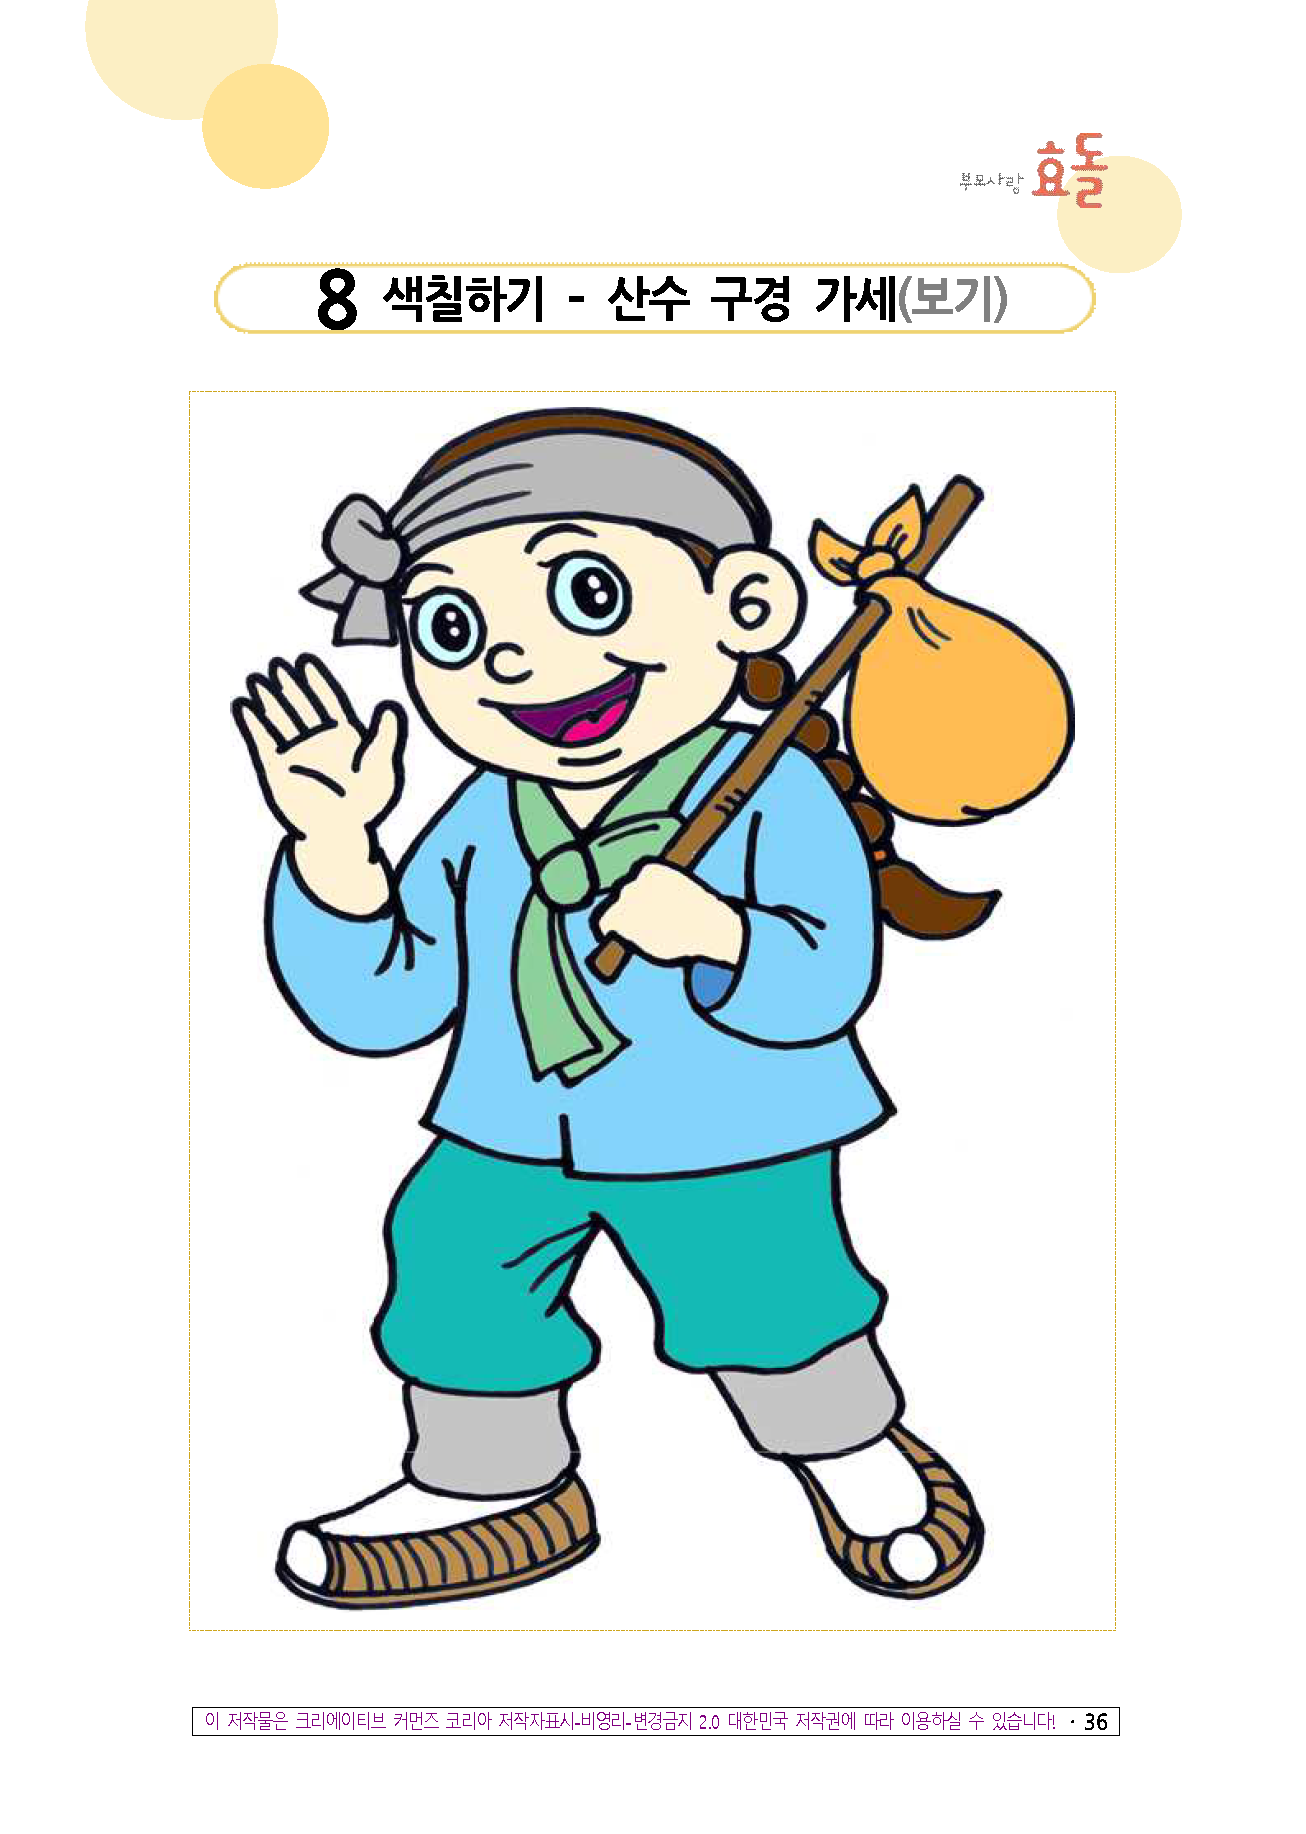 부모사랑 효돌
8 색칠하기 - 산수 구경 가세(보기)
이 저작물은 크리에이티브 커먼즈 코리아 저작자표시-비영리-변경금지 2.0 대한민국 저작권에 따라 이용하실 수 있습니다! · 36